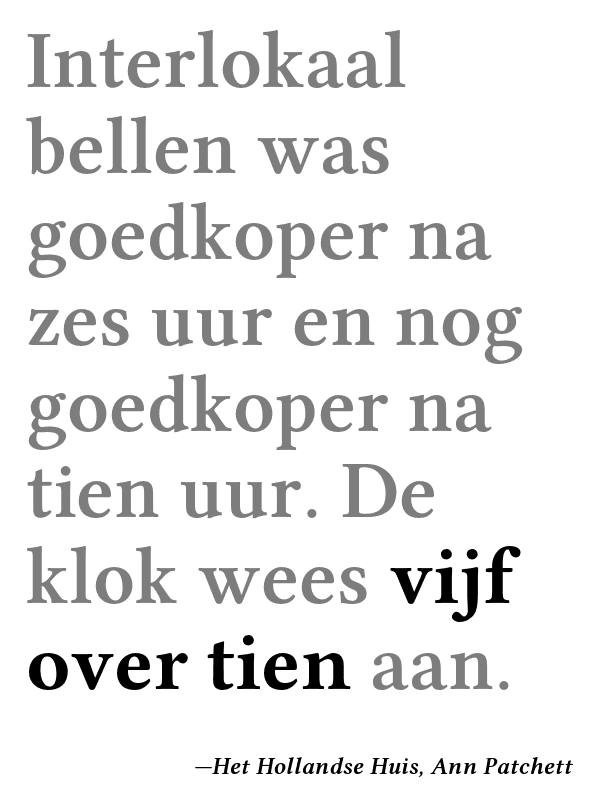 Interlokaal
bellen was
goedkoper na
zes uur en nog
goedkoper na
tien uur. De
klok wees vijf
over tien aan.
—Het Hollandse Huis, Ann Patchett